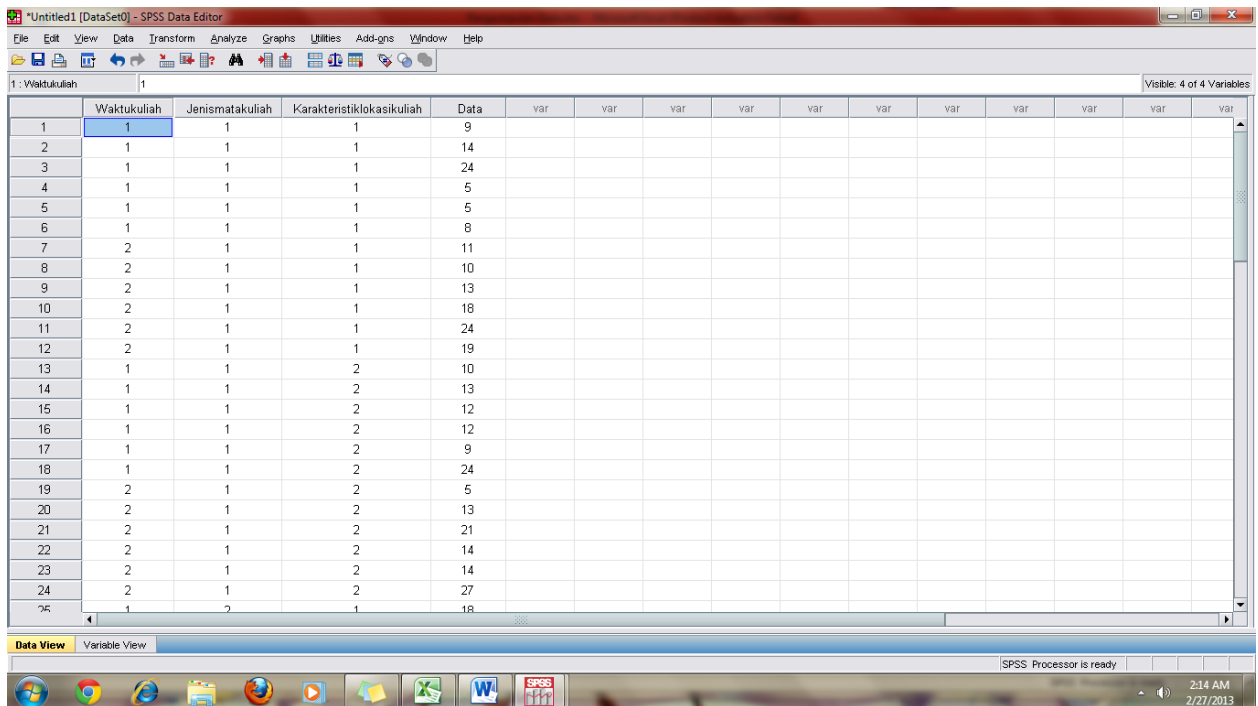 *Untitled1 [DataSet0] - SPSS Data Editor
File Edit View Data Transform Analyze Graphs Utilities Add-ons Window Help
1 : Waktukuliah 1 Visible: 4 of 4 Variables
Waktukuliah Jenismatakuliah Karakteristiklokasikuliah Data var var var var var var var var var
1 1 1 1 9
2 1 1 1 14
3 1 1 1 24
4 1 1 1 5
5 1 1 1 5
6 1 1 1 8
7 2 1 1 11
8 2 1 1 10
9 2 1 1 13
10 2 1 1 18
11 2 1 1 24
12 2 1 1 19
13 1 1 2 10
14 1 1 2 13
15 1 1 2 12
16 1 1 2 12
17 1 1 2 9
18 1 1 2 24
19 2 1 2 5
20 2 1 2 13
21 2 1 2 21
22 2 1 2 14
23 2 1 2 14
24 2 1 2 27
25 1 2 1 18
Data View Variable View
SPSS Processor is ready
SPSS
2:14 AM
2/27/2013